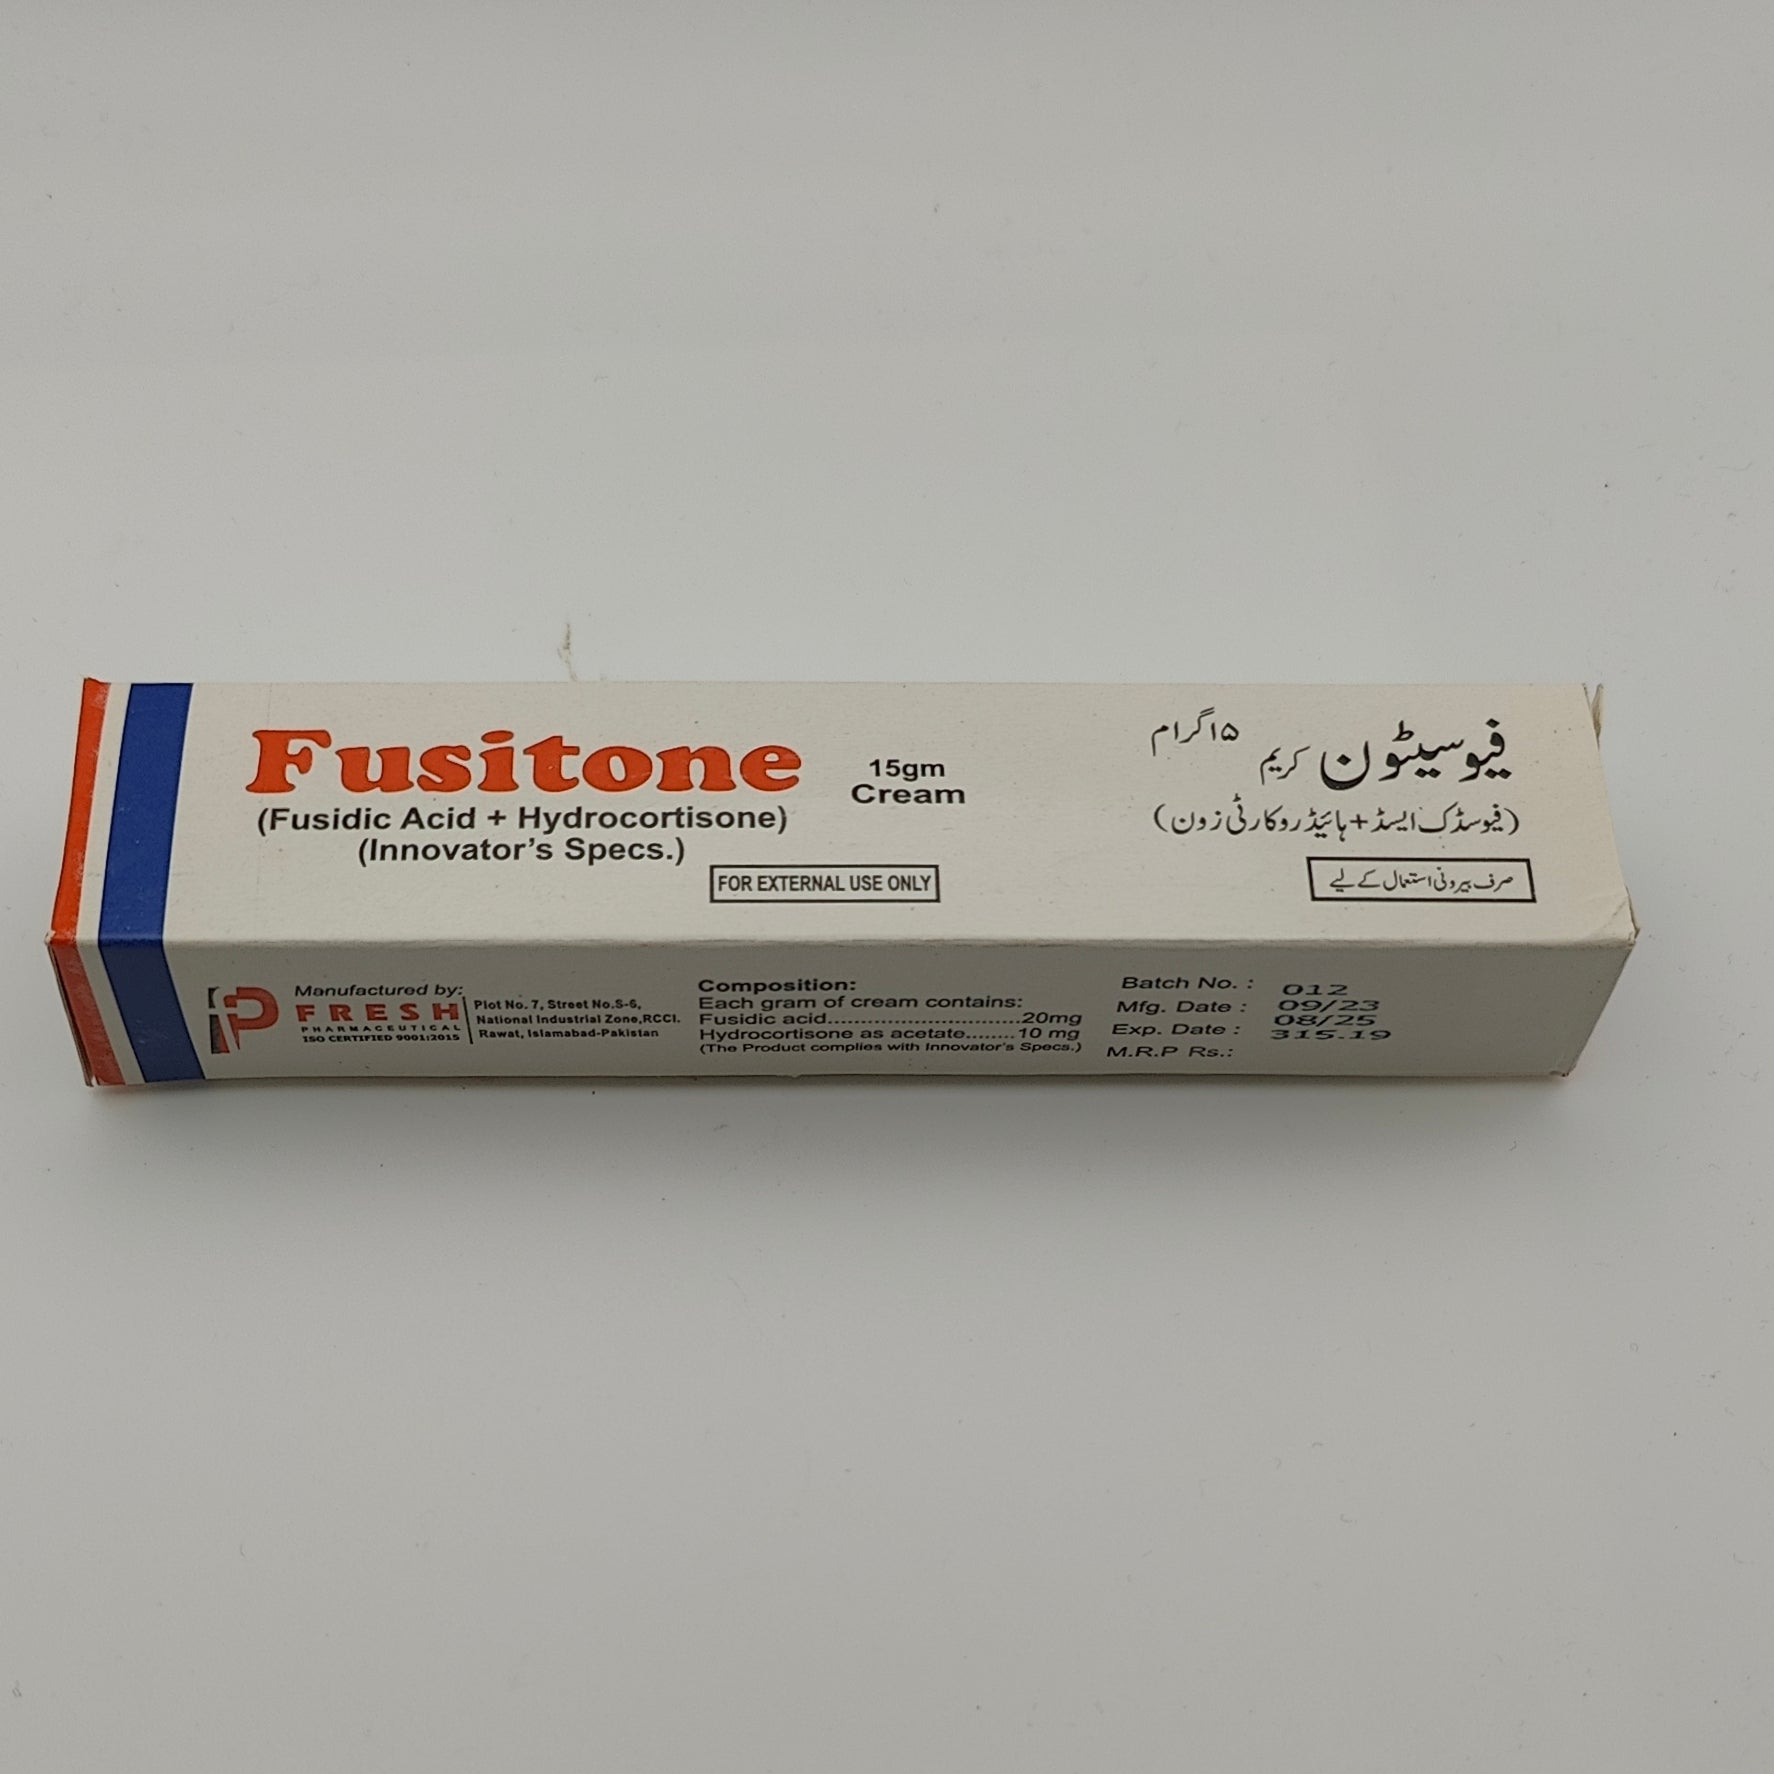 Fusitone
(Fusidic Acid + Hydrocortisone)
(Innovator's Specs.)
15gm
Cream
FOR EXTERNAL USE ONLY
فیوسیٹون کریم ۱۵گرام
(فیوسڈک ایسڈ+ہائیڈروکارٹی زون)
صرف بیرونی استعمال کے لیے
Manufactured by:
FRESH
PHARMACEUTICAL
ISO CERTIFIED 9001:2015
Plot No. 7, Street No.S-6,
National Industrial Zone,RCCI.
Rawat, Islamabad-Pakistan
Composition:
Each gram of cream contains:
Fusidic acid..............................20mg
Hydrocortisone as acetate........10 mg
(The Product complies with Innovator's Specs.)
Batch No. : 012
Mfg. Date : 09/23
Exp. Date : 08/25
M.R.P Rs.: 315.19